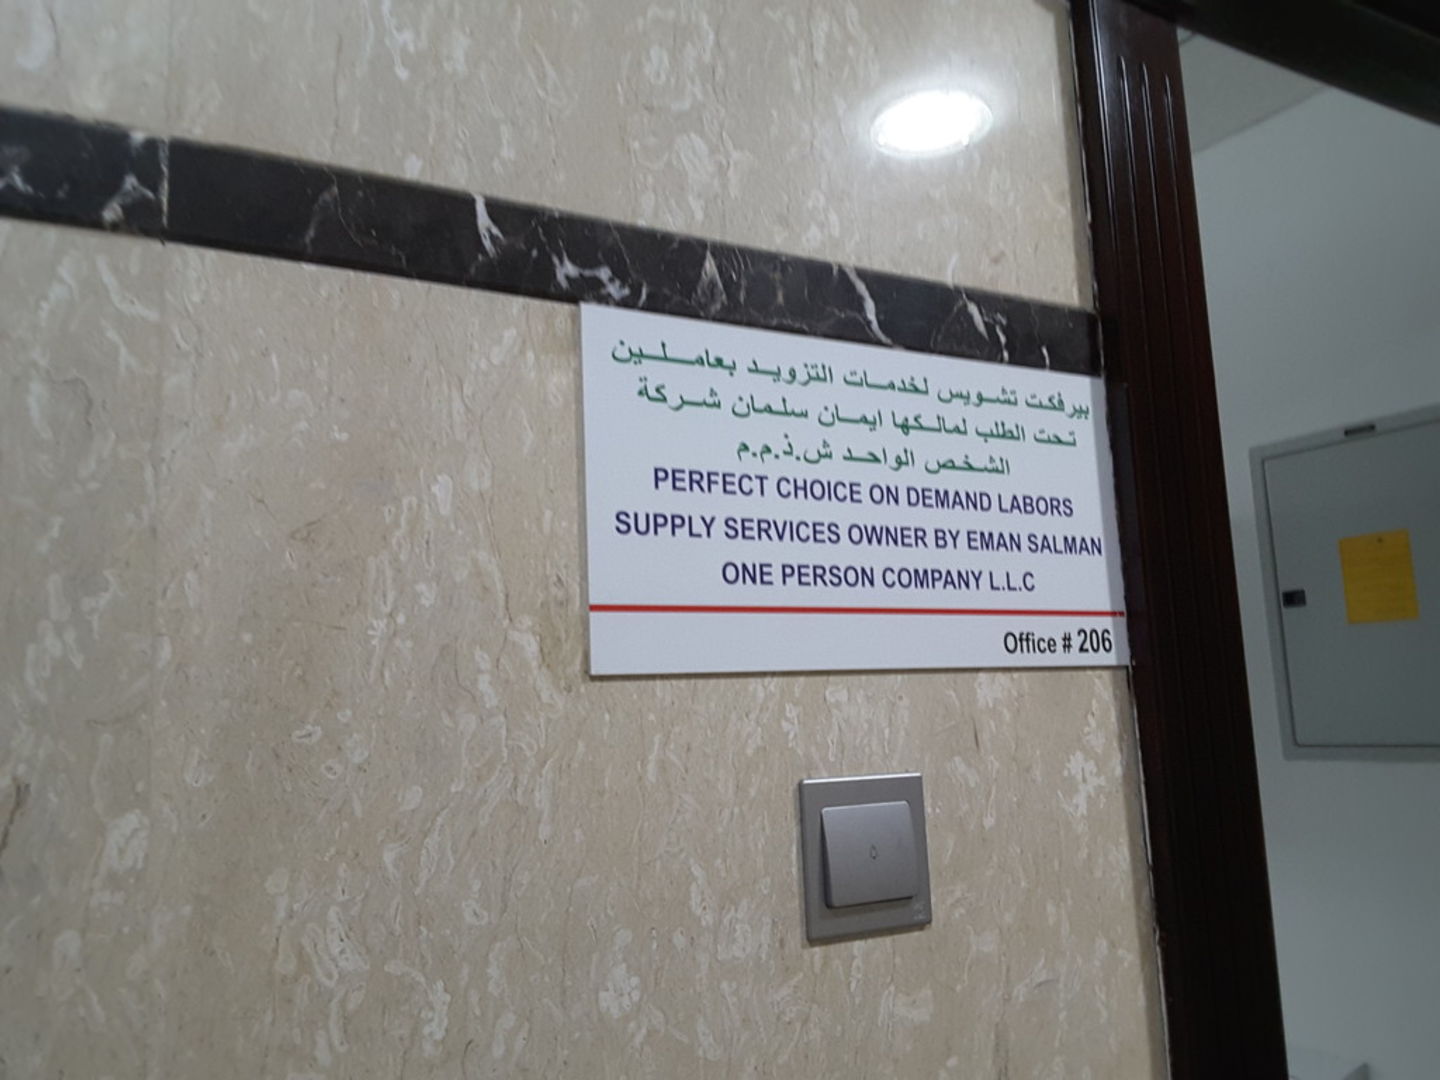 بيرفكت تشويس لخدمات التزويد بعاملين
تحت الطلب لمالكها ايمان سلمان شركة
الشخص الواحد ش.ذ.م.م
PERFECT CHOICE ON DEMAND LABORS
SUPPLY SERVICES OWNER BY EMAN SALMAN
ONE PERSON COMPANY L.L.C
Office # 206